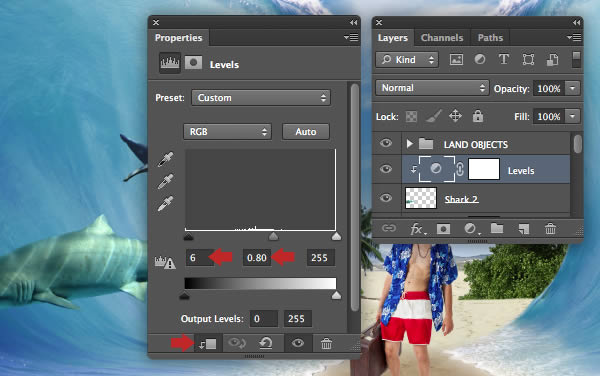 Properties
Levels
Preset: Custom
RGB Auto
6 0.80 255
Output Levels: 0 255
Layers Channels Paths
Kind
Normal Opacity: 100%
Lock: Fill: 100%
LAND OBJECTS
Levels
Shark 2
fx